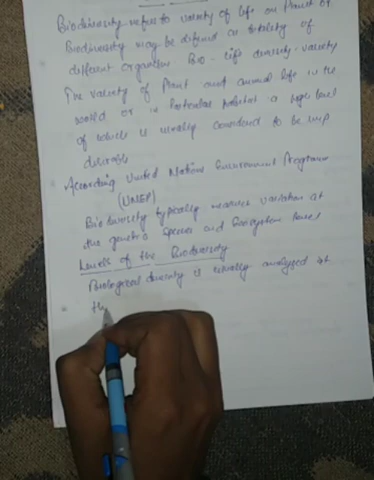 Biodiversity refers to variety of life on Planet or
Biodiversity may be defined as totality of
different organism Bio - life diversity - variety
The variety of Plant and animal life in the
world or in Particular habitat a high level
of which is usually considered to be imp
desirable
According United Nations Environment Programme
(UNEP)
Biodiversity typically measures variation at
the genetic Species and Ecosystem level
Levels of the Biodiversity
Biological diversity is usually analyzed at
the